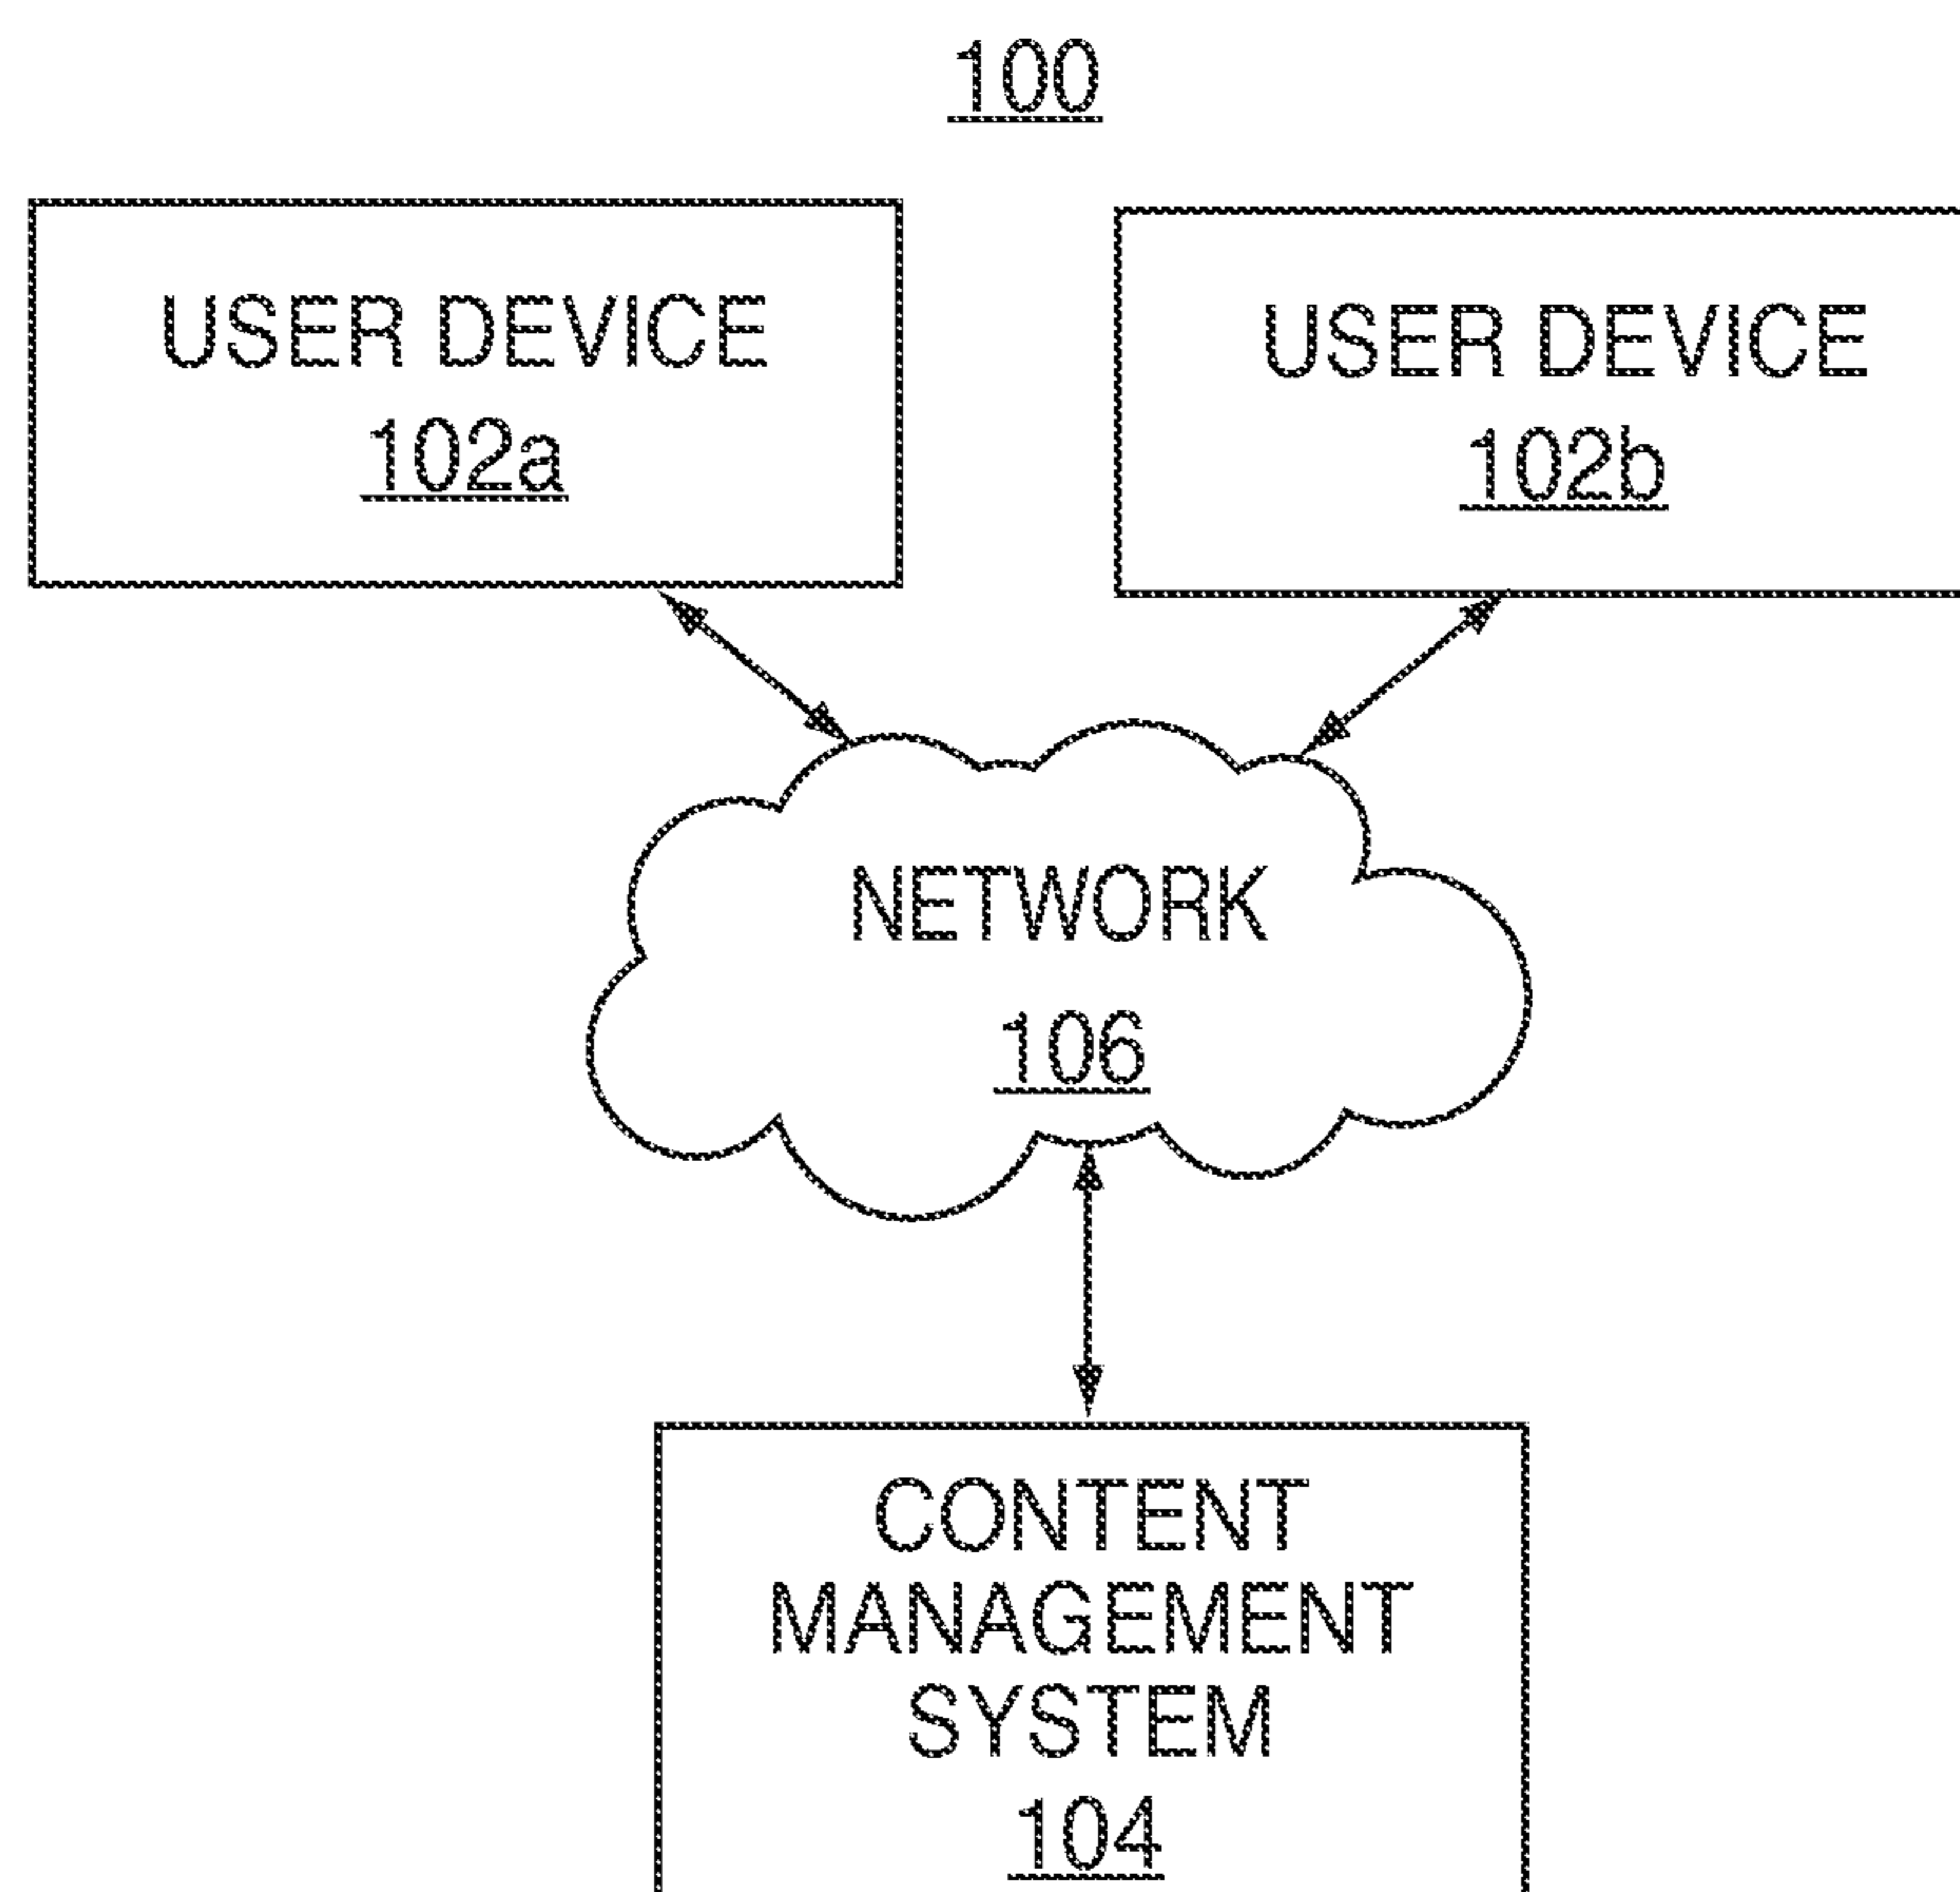 100
USER DEVICE
102a
USER DEVICE
102b
NETWORK
106
CONTENT
MANAGEMENT
SYSTEM
104